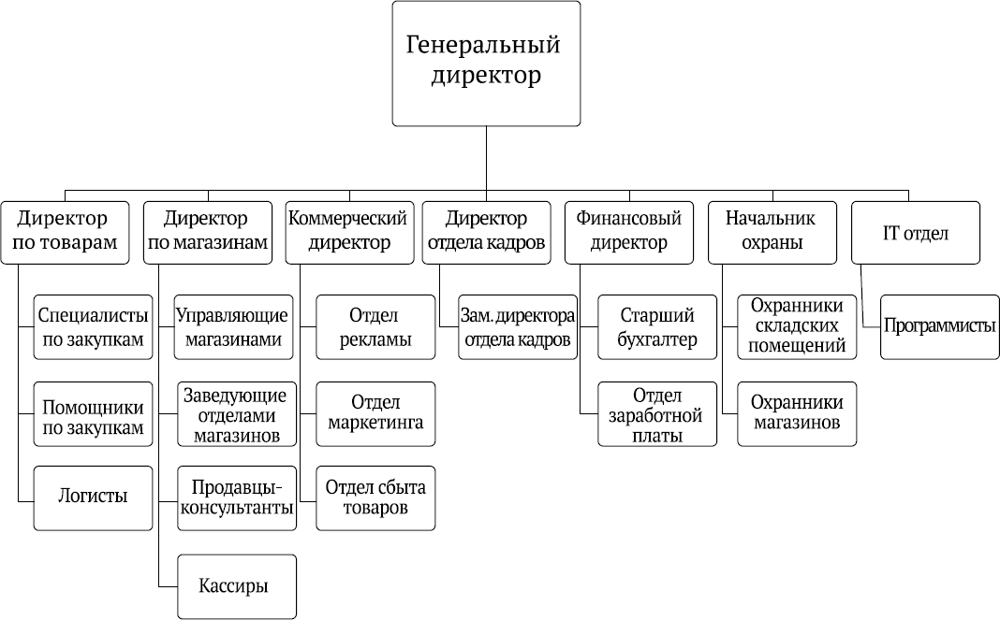 Генеральный
директор
Директор
по товарам
Директор
по магазинам
Коммерческий
директор
Директор
отдела кадров
Финансовый
директор
Начальник
охраны
IT отдел
Специалисты
по закупкам
Управляющие
магазинами
Отдел
рекламы
Зам. директора
отдела кадров
Старший
бухгалтер
Охранники
складских
помещений
Программисты
Помощники
по закупкам
Заведующие
отделами
магазинов
Отдел
маркетинга
Отдел
заработной
платы
Охранники
магазинов
Логисты
Продавцы-
консультанты
Отдел сбыта
товаров
Кассиры